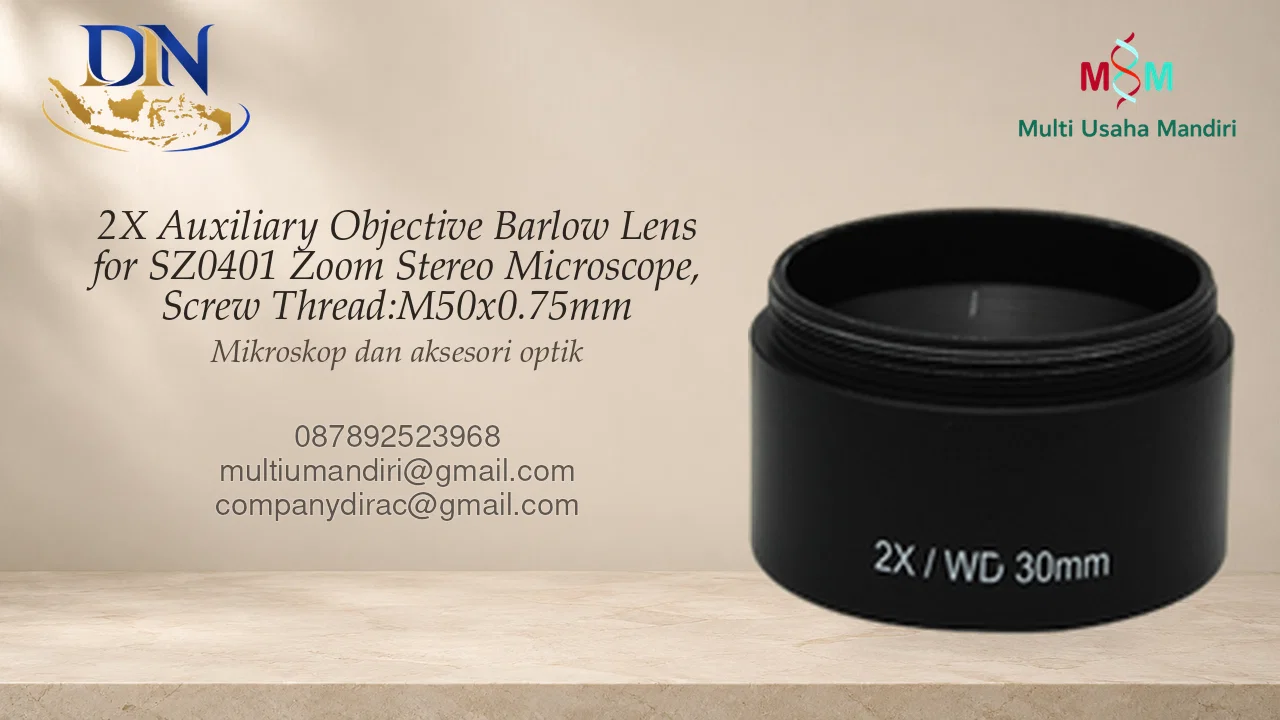 DN
M M
Multi Usaha Mandiri
2X Auxiliary Objective Barlow Lens
for SZ0401 Zoom Stereo Microscope,
Screw Thread:M50x0.75mm
Mikroskop dan aksesori optik
087892523968
multiumandiri@gmail.com
companydirac@gmail.com
2X / WD 30mm